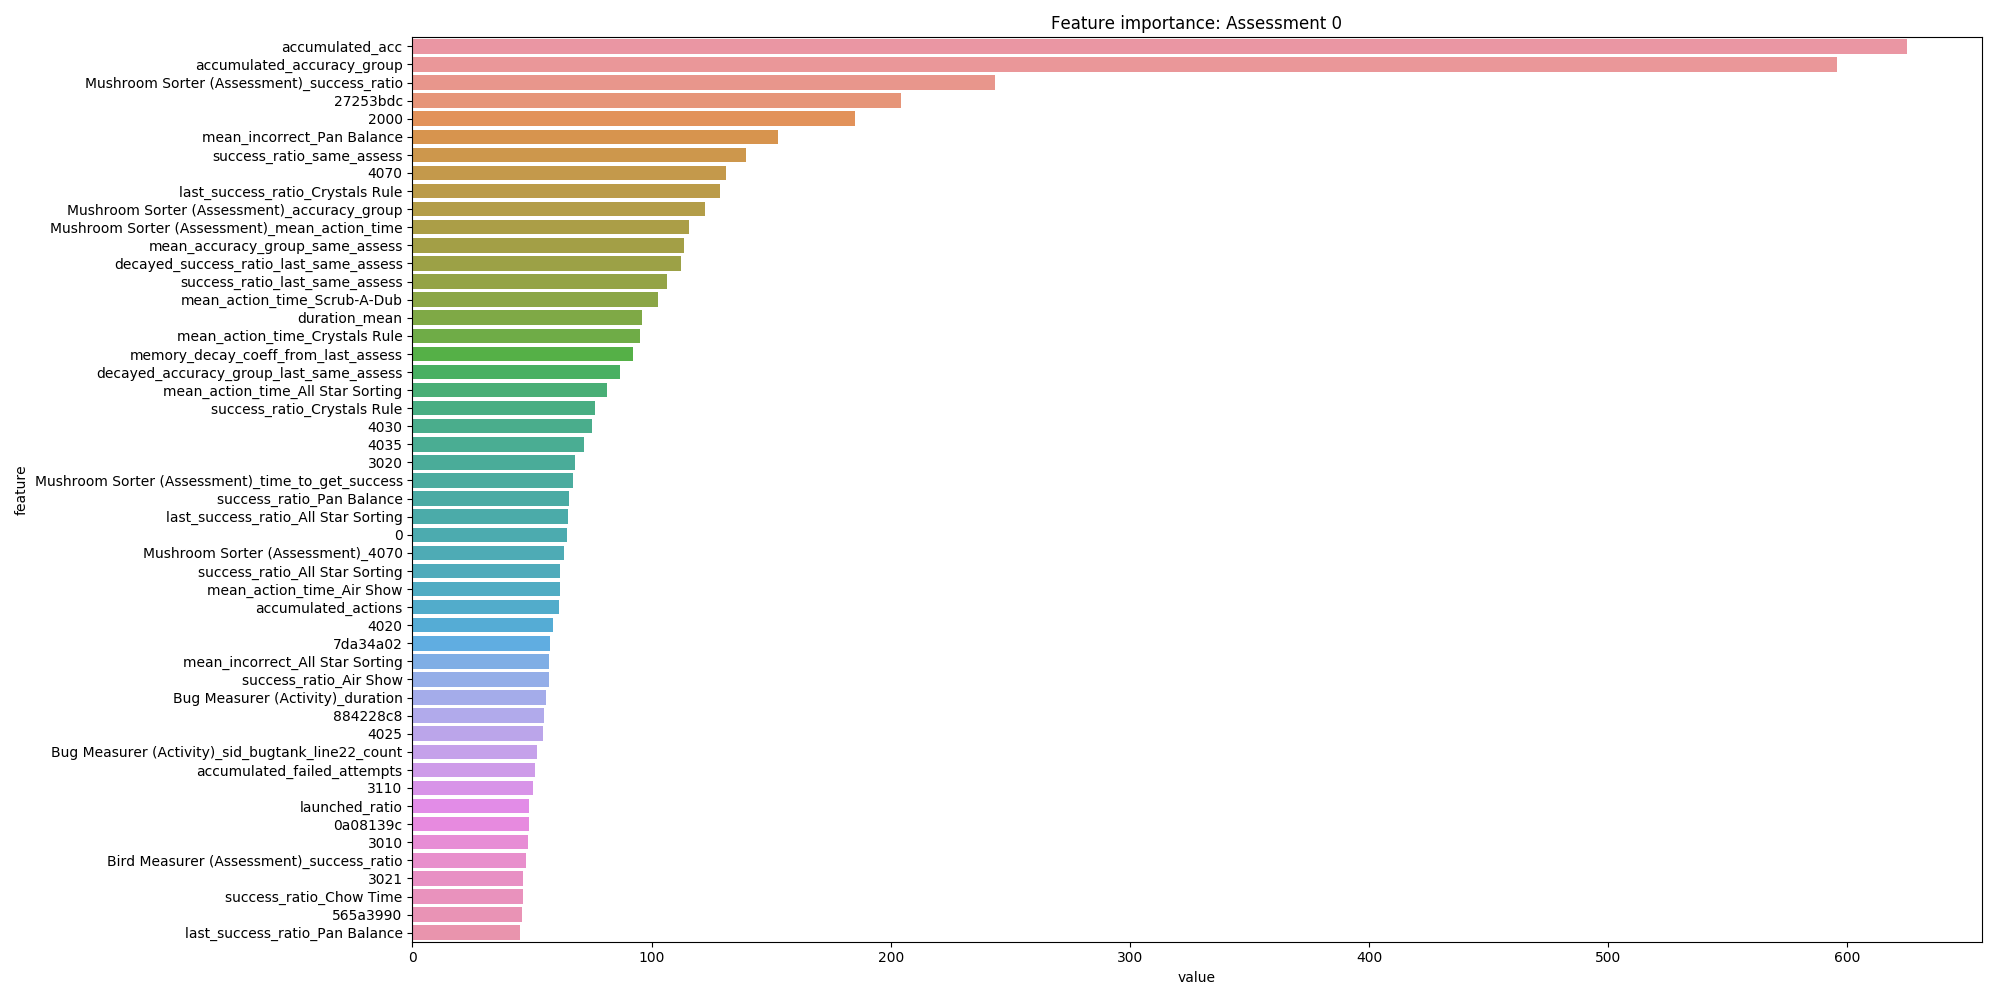 Feature importance: Assessment 0
accumulated_acc
accumulated_accuracy_group
Mushroom Sorter (Assessment)_success_ratio
27253bdc
2000
mean_incorrect_Pan Balance
success_ratio_same_assess
4070
last_success_ratio_Crystals Rule
Mushroom Sorter (Assessment)_accuracy_group
Mushroom Sorter (Assessment)_mean_action_time
mean_accuracy_group_same_assess
decayed_success_ratio_last_same_assess
success_ratio_last_same_assess
mean_action_time_Scrub-A-Dub
duration_mean
mean_action_time_Crystals Rule
memory_decay_coeff_from_last_assess
decayed_accuracy_group_last_same_assess
mean_action_time_All Star Sorting
success_ratio_Crystals Rule
4030
4035
3020
Mushroom Sorter (Assessment)_time_to_get_success
success_ratio_Pan Balance
last_success_ratio_All Star Sorting
0
Mushroom Sorter (Assessment)_4070
success_ratio_All Star Sorting
mean_action_time_Air Show
accumulated_actions
4020
7da34a02
mean_incorrect_All Star Sorting
success_ratio_Air Show
Bug Measurer (Activity)_duration
884228c8
4025
Bug Measurer (Activity)_sid_bugtank_line22_count
accumulated_failed_attempts
3110
launched_ratio
0a08139c
3010
Bird Measurer (Assessment)_success_ratio
3021
success_ratio_Chow Time
565a3990
last_success_ratio_Pan Balance
feature
0 100 200 300 400 500 600
value